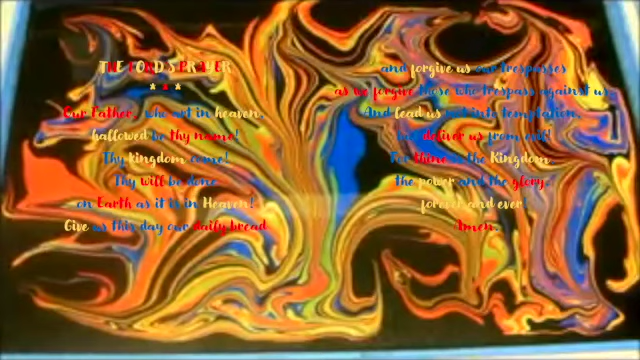 THE LORD'S PRAYER
* * *
Our Father, who art in heaven,
hallowed be thy name!
Thy kingdom come!
Thy will be done
on Earth as it is in Heaven!
Give us this day our daily bread
and forgive us our trespasses
as we forgive those who trespass against us.
And lead us not into temptation,
but deliver us from evil!
For thine is the Kingdom
the power and the glory,
forever and ever
Amen.